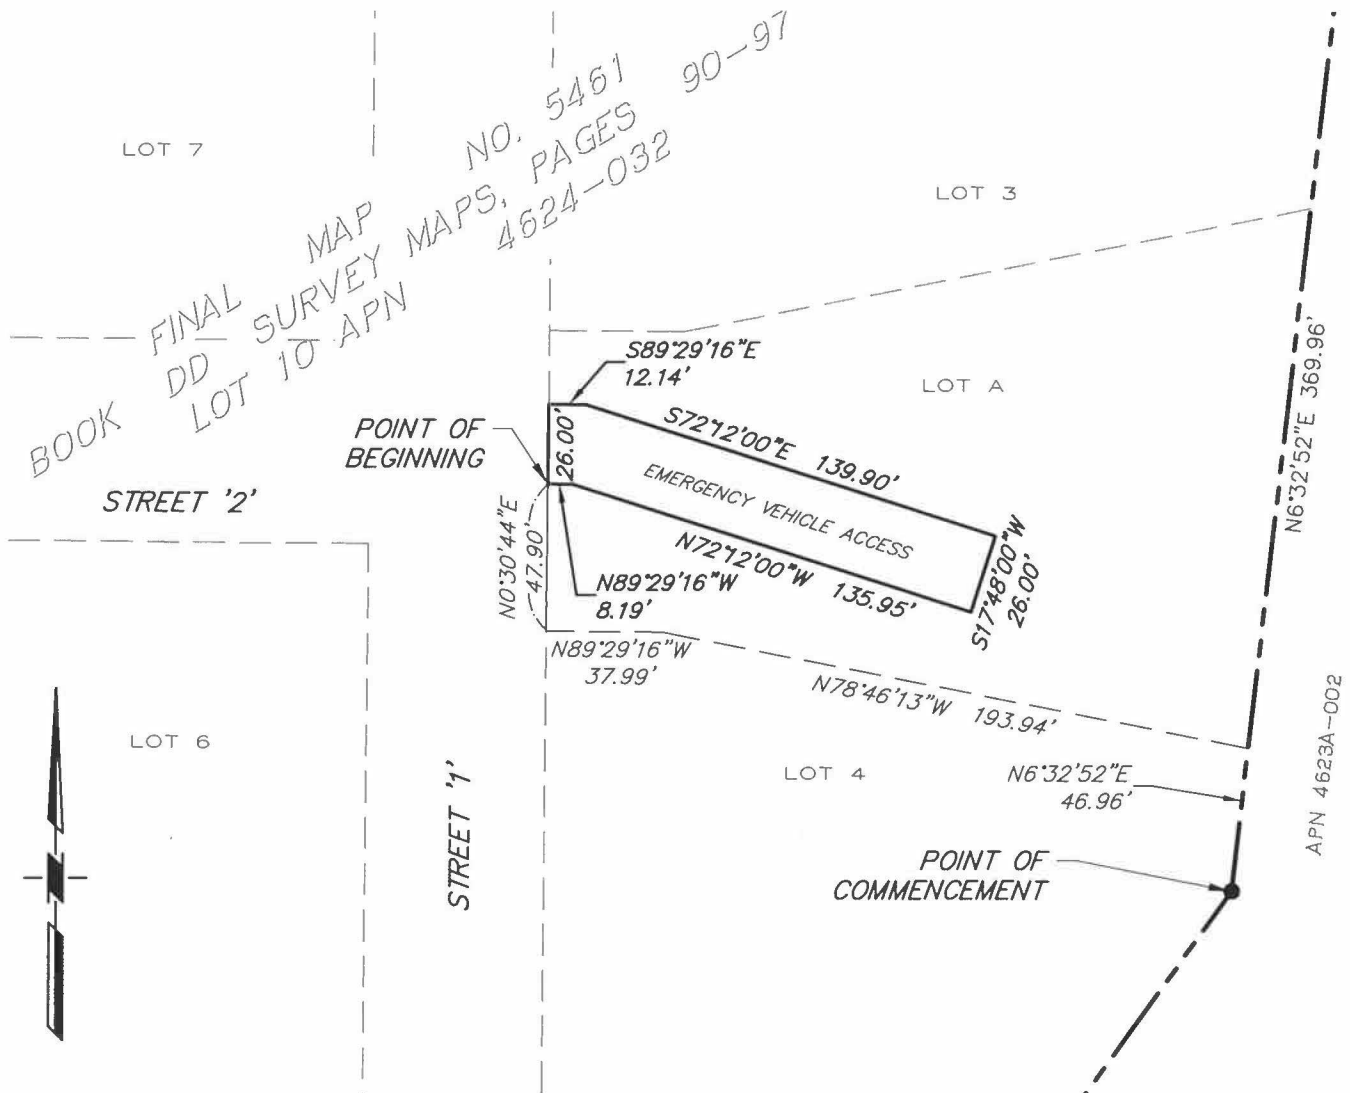 LOT 7
FINAL MAP NO. 5461
BOOK DD SURVEY MAPS, PAGES 90-97
LOT 10 APN 4624-032
LOT 3
N6°32'52"E 369.96'
S89°29'16"E
12.14'
LOT A
POINT OF
BEGINNING
26.00'
S72°12'00"E 139.90'
EMERGENCY VEHICLE ACCESS
STREET '2'
N0°30'44"E
47.90'
N72°12'00"W 135.95'
S17°48'00"W
26.00'
N89°29'16"W
8.19'
N89°29'16"W
37.99'
N78°46'13"W 193.94'
LOT 6
STREET '1'
LOT 4
N6°32'52"E
46.96'
APN 4623A-002
POINT OF
COMMENCEMENT